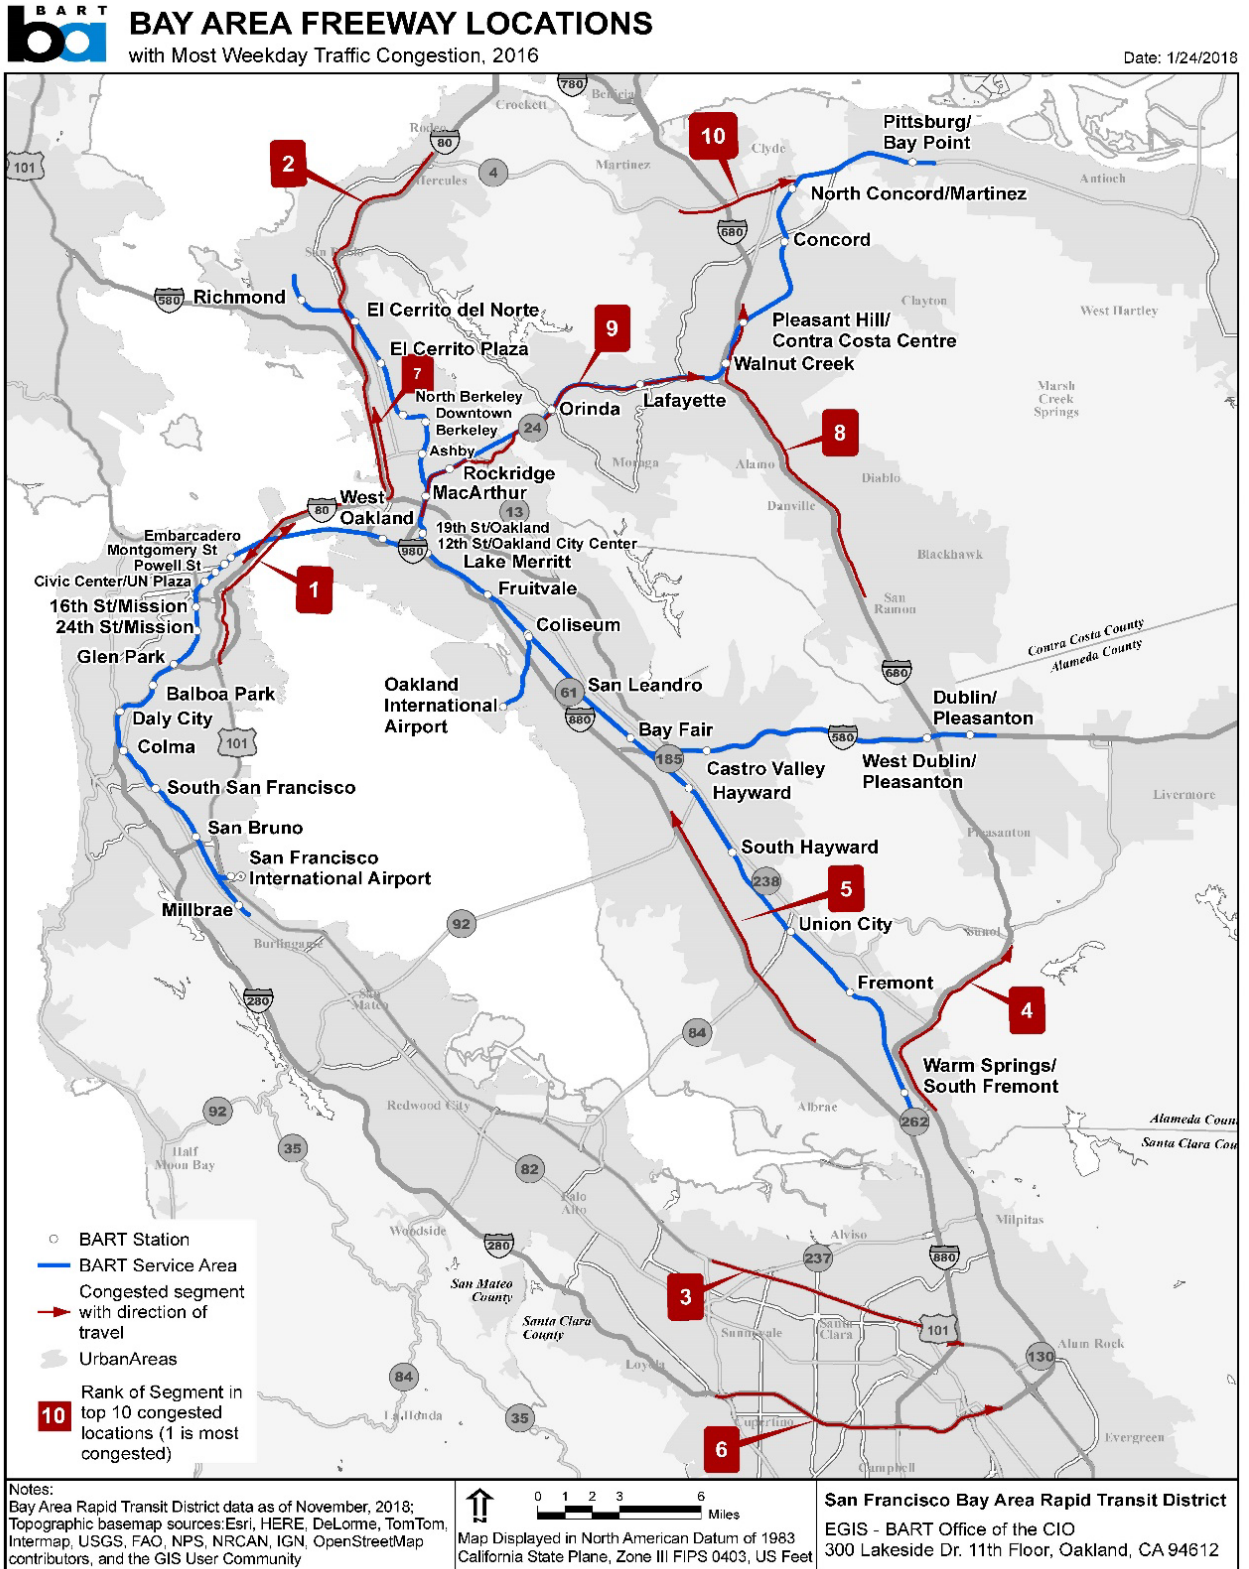 BART
ba
BAY AREA FREEWAY LOCATIONS
with Most Weekday Traffic Congestion, 2016
Date: 1/24/2018
780
Benicia
Crockett
Rodeo
80
Hercules
101
2
4
Martinez
10
Clyde
Pittsburg/
Bay Point
Antioch
North Concord/Martinez
680
Concord
San Pablo
580
Richmond
El Cerrito del Norte
El Cerrito Plaza
7
9
Clayton
West Hartley
Pleasant Hill/
Contra Costa Centre
Walnut Creek
North Berkeley
Downtown
Berkeley
Ashby
24
Orinda
Lafayette
Marsh
Creek
Springs
8
Rockridge
MacArthur
Moraga
Alamo
Diablo
Danville
West
Oakland
80
13
19th St/Oakland
12th St/Oakland City Center
980
Lake Merritt
Blackhawk
Embarcadero
Montgomery St
Powell St
Civic Center/UN Plaza
16th St/Mission
24th St/Mission
1
Fruitvale
San
Ramon
Coliseum
Contra Costa County
Alameda County
Glen Park
Balboa Park
Daly City
Colma
101
Oakland
International
Airport
61
San Leandro
880
680
Dublin/
Pleasanton
Bay Fair
580
185
Castro Valley
West Dublin/
Pleasanton
Hayward
South San Francisco
Livermore
San Bruno
San Francisco
International Airport
Pleasanton
South Hayward
238
5
Millbrae
92
Union City
Burlingame
Sunol
280
San
Mateo
Fremont
4
84
Warm Springs/
South Fremont
92
Redwood City
Albrae
262
Alameda Coun
Santa Clara Cou
35
Half
Moon Bay
82
Palo
Alto
Milpitas
Woodside
280
Alviso
237
880
San Mateo
County
Santa Clara
County
3
Sunnyvale
Santa
Clara
101
Alum Rock
130
Loyola
84
La Honda
35
Cupertino
6
Campbell
Evergreen
BART Station
BART Service Area
Congested segment
with direction of
travel
UrbanAreas
10
Rank of Segment in
top 10 congested
locations (1 is most
congested)
Notes:
Bay Area Rapid Transit District data as of November, 2018;
Topographic basemap sources:Esri, HERE, DeLorme, TomTom,
Intermap, USGS, FAO, NPS, NRCAN, IGN, OpenStreetMap
contributors, and the GIS User Community
0 1 2 3 6
Miles
Map Displayed in North American Datum of 1983
California State Plane, Zone III FIPS 0403, US Feet
San Francisco Bay Area Rapid Transit District
EGIS - BART Office of the CIO
300 Lakeside Dr. 11th Floor, Oakland, CA 94612